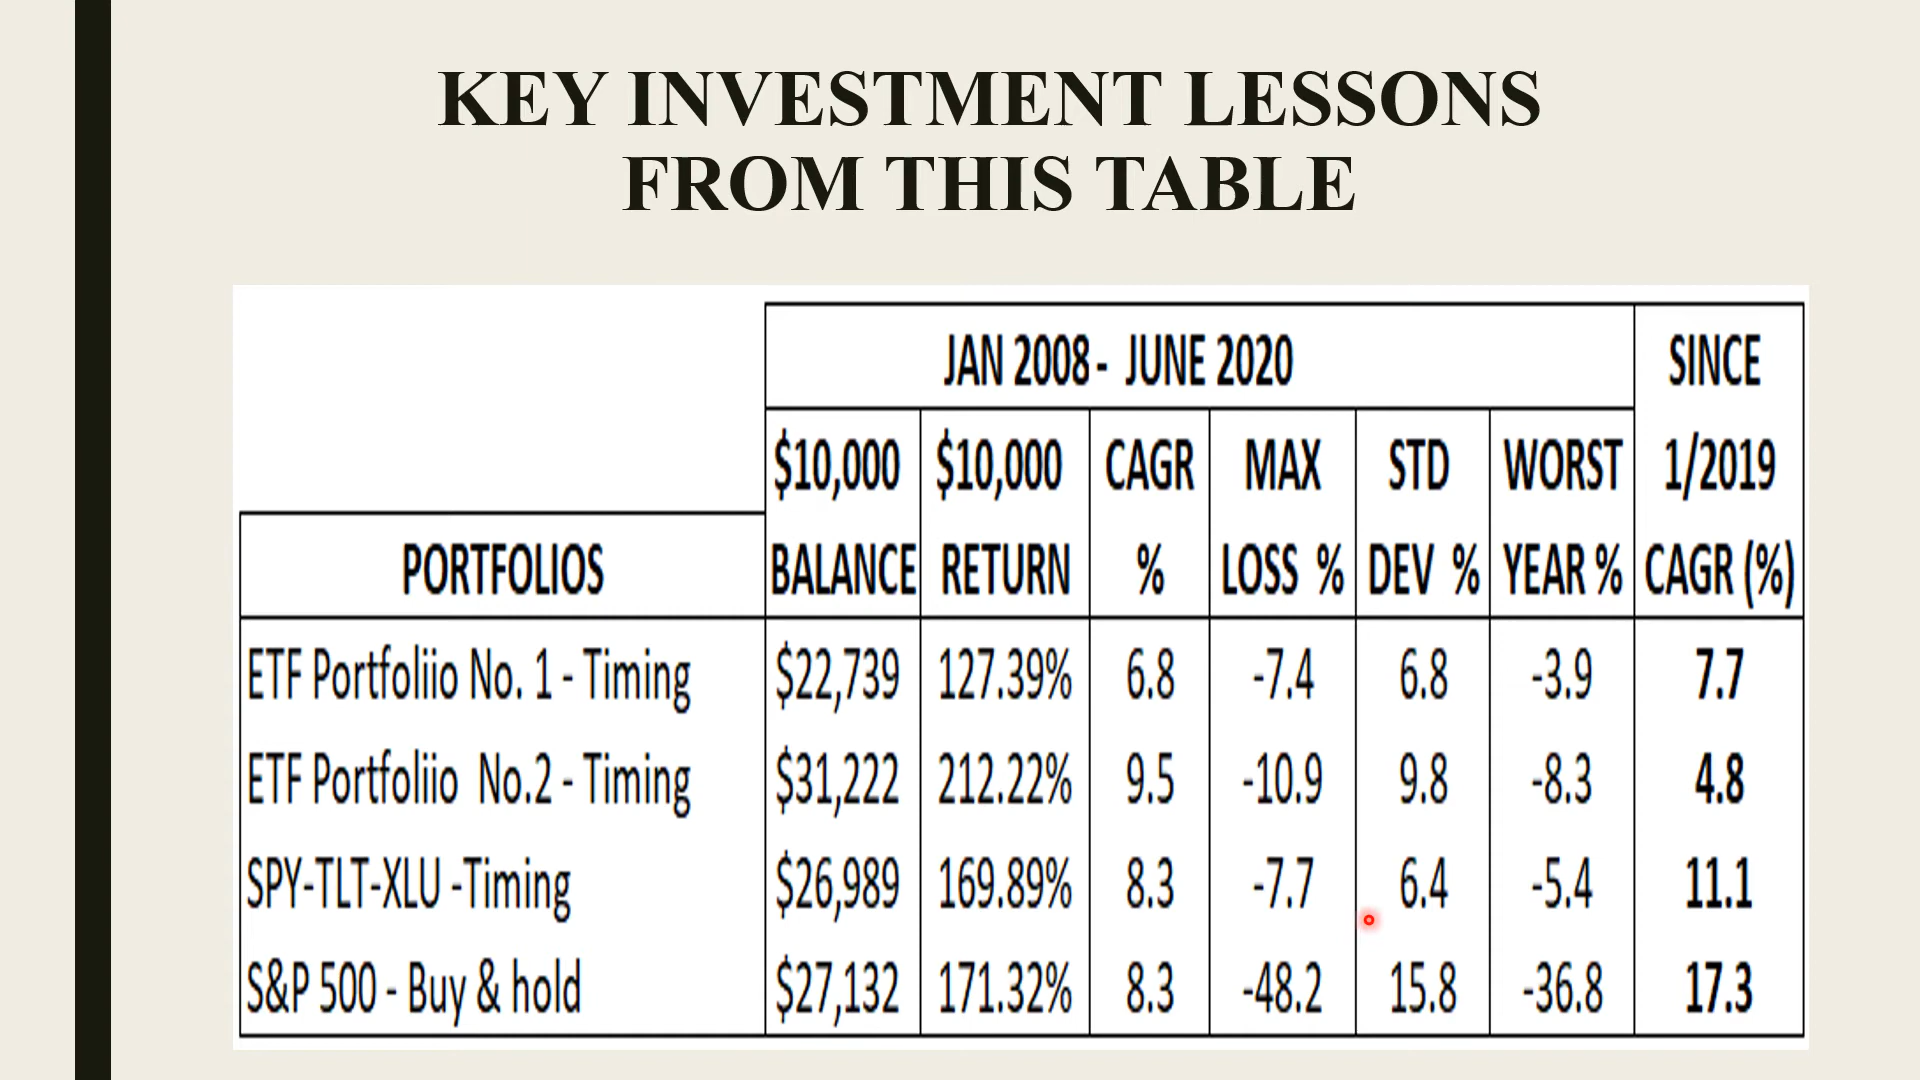 KEY INVESTMENT LESSONS
FROM THIS TABLE
JAN 2008 - JUNE 2020 SINCE
$10,000 $10,000 CAGR MAX STD WORST 1/2019
PORTFOLIOS BALANCE RETURN % LOSS % DEV % YEAR % CAGR (%)
ETF Portfoliio No. 1 - Timing $22,739 127.39% 6.8 -7.4 6.8 -3.9 7.7
ETF Portfoliio No.2 - Timing $31,222 212.22% 9.5 -10.9 9.8 -8.3 4.8
SPY-TLT-XLU -Timing $26,989 169.89% 8.3 -7.7 6.4 -5.4 11.1
S&P 500 - Buy & hold $27,132 171.32% 8.3 -48.2 15.8 -36.8 17.3